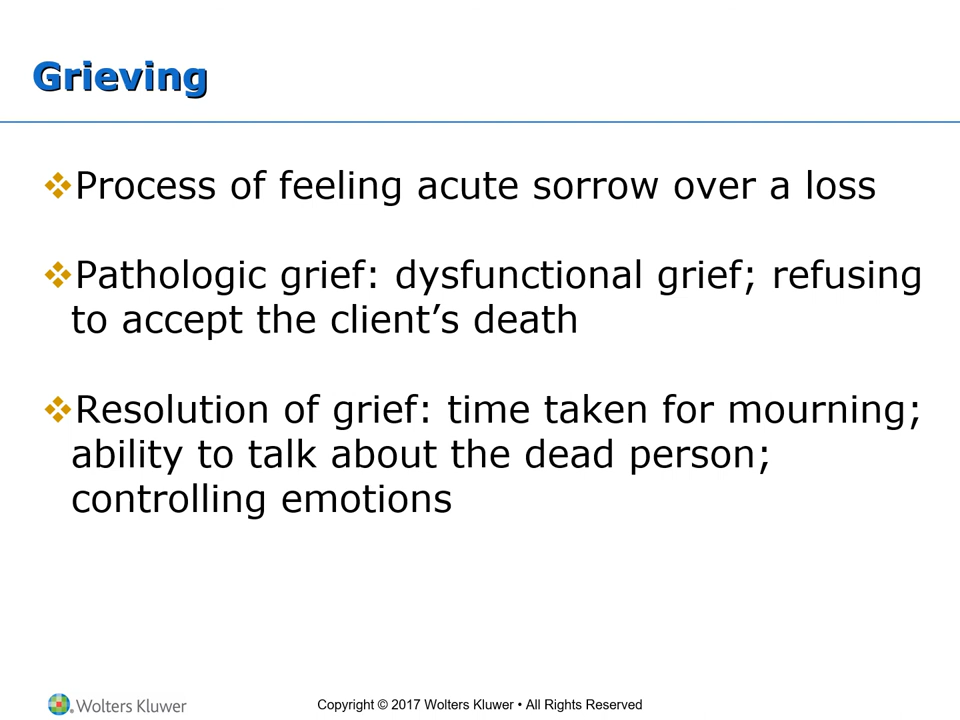 Grieving
❖Process of feeling acute sorrow over a loss
❖Pathologic grief: dysfunctional grief; refusing
to accept the client’s death
❖Resolution of grief: time taken for mourning;
ability to talk about the dead person;
controlling emotions
Wolters Kluwer
Copyright © 2017 Wolters Kluwer • All Rights Reserved